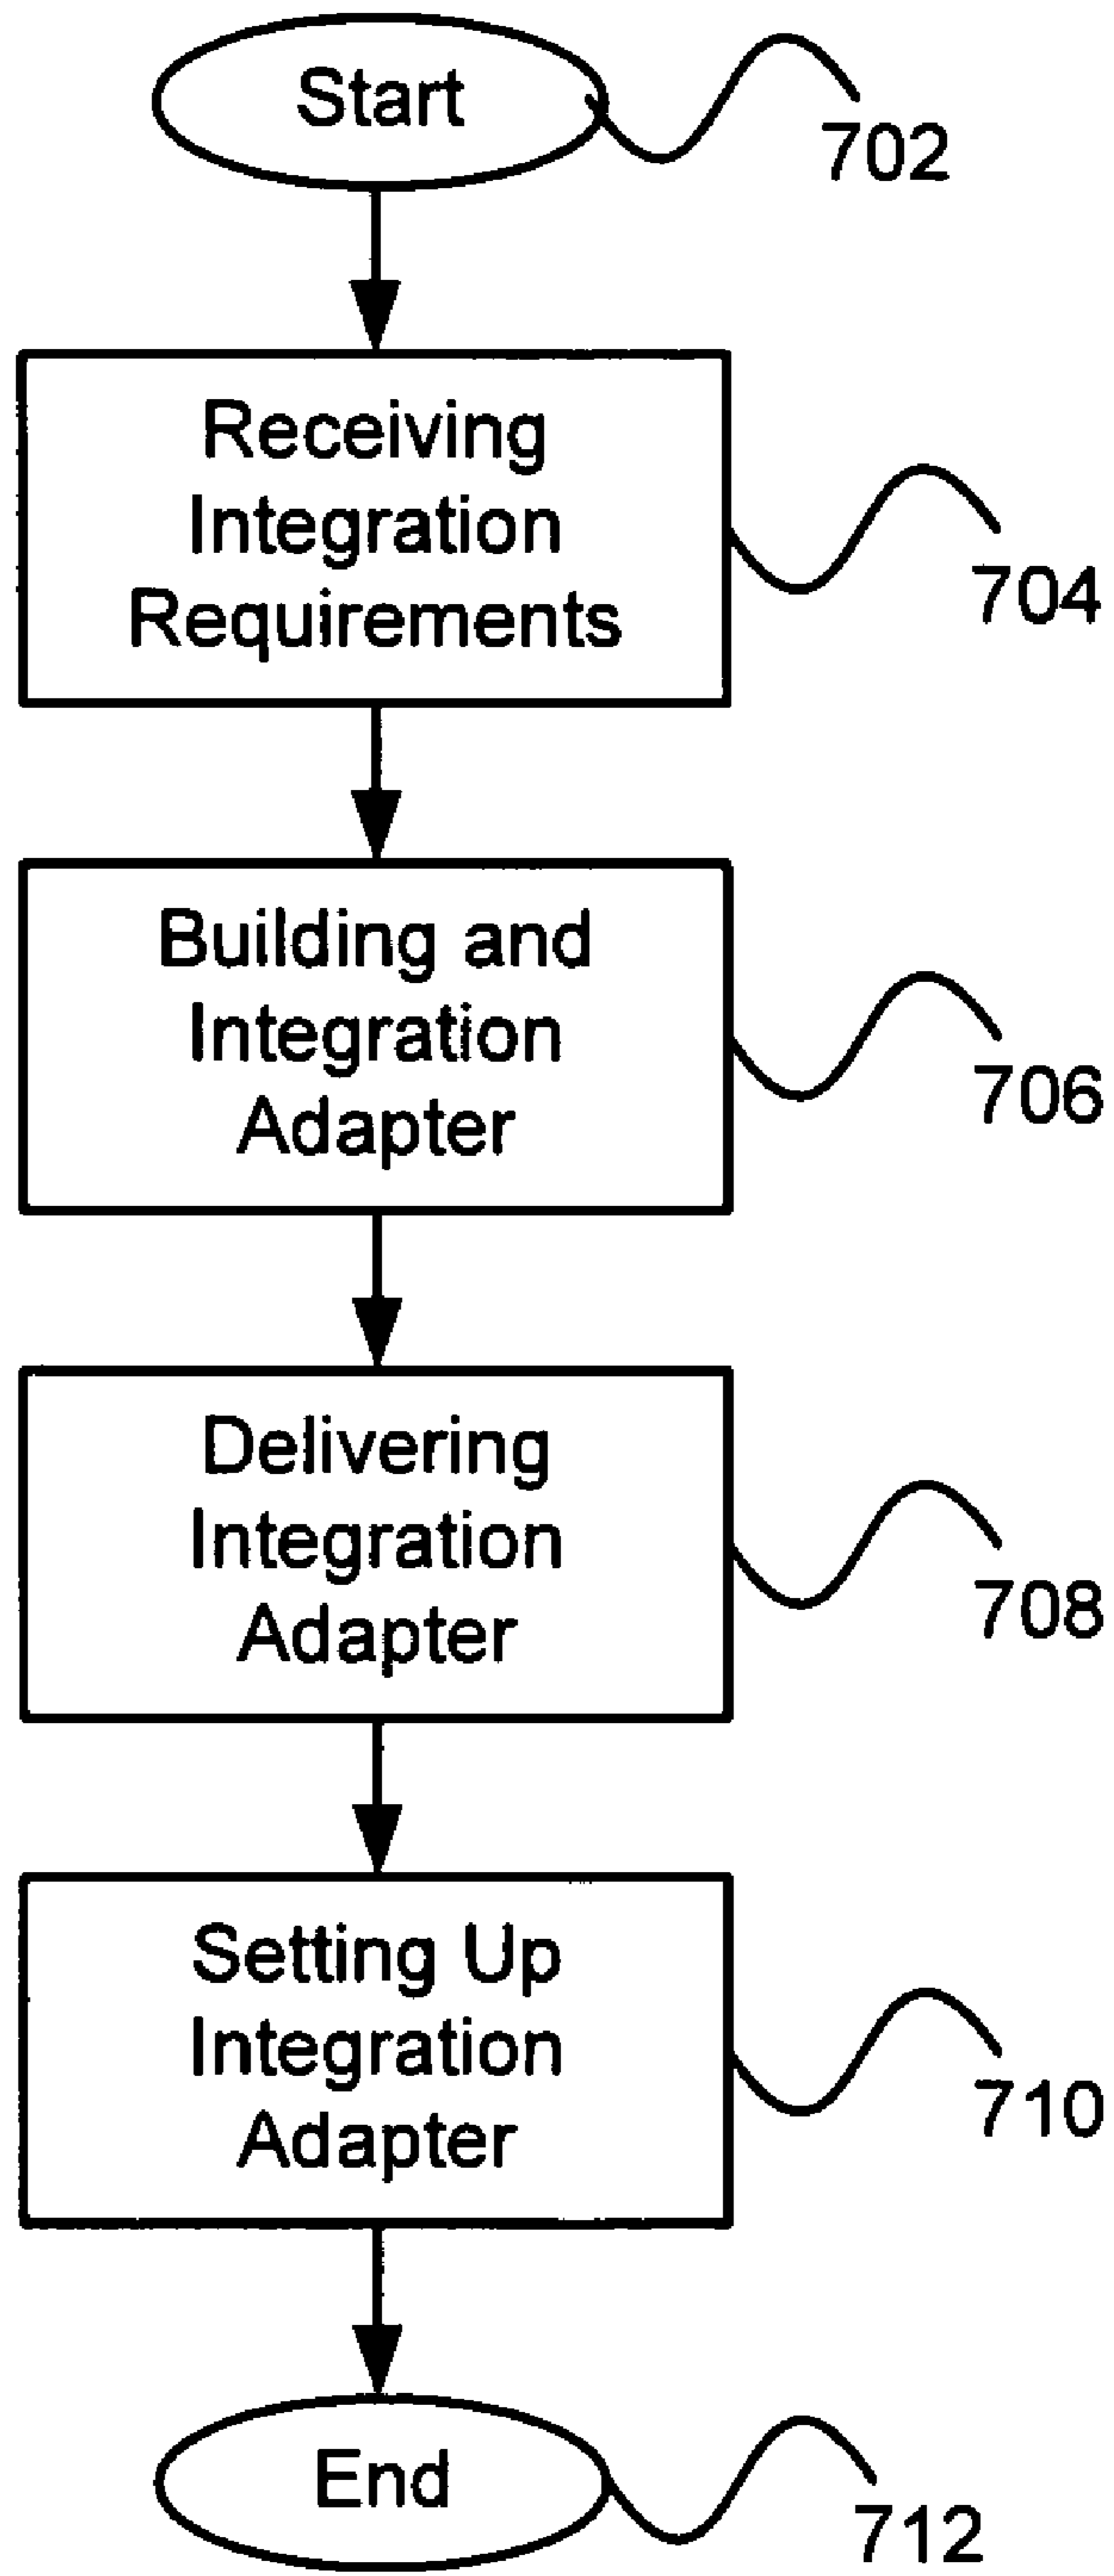 Start
702
Receiving
Integration
Requirements
704
Building and
Integration
Adapter
706
Delivering
Integration
Adapter
708
Setting Up
Integration
Adapter
710
End
712